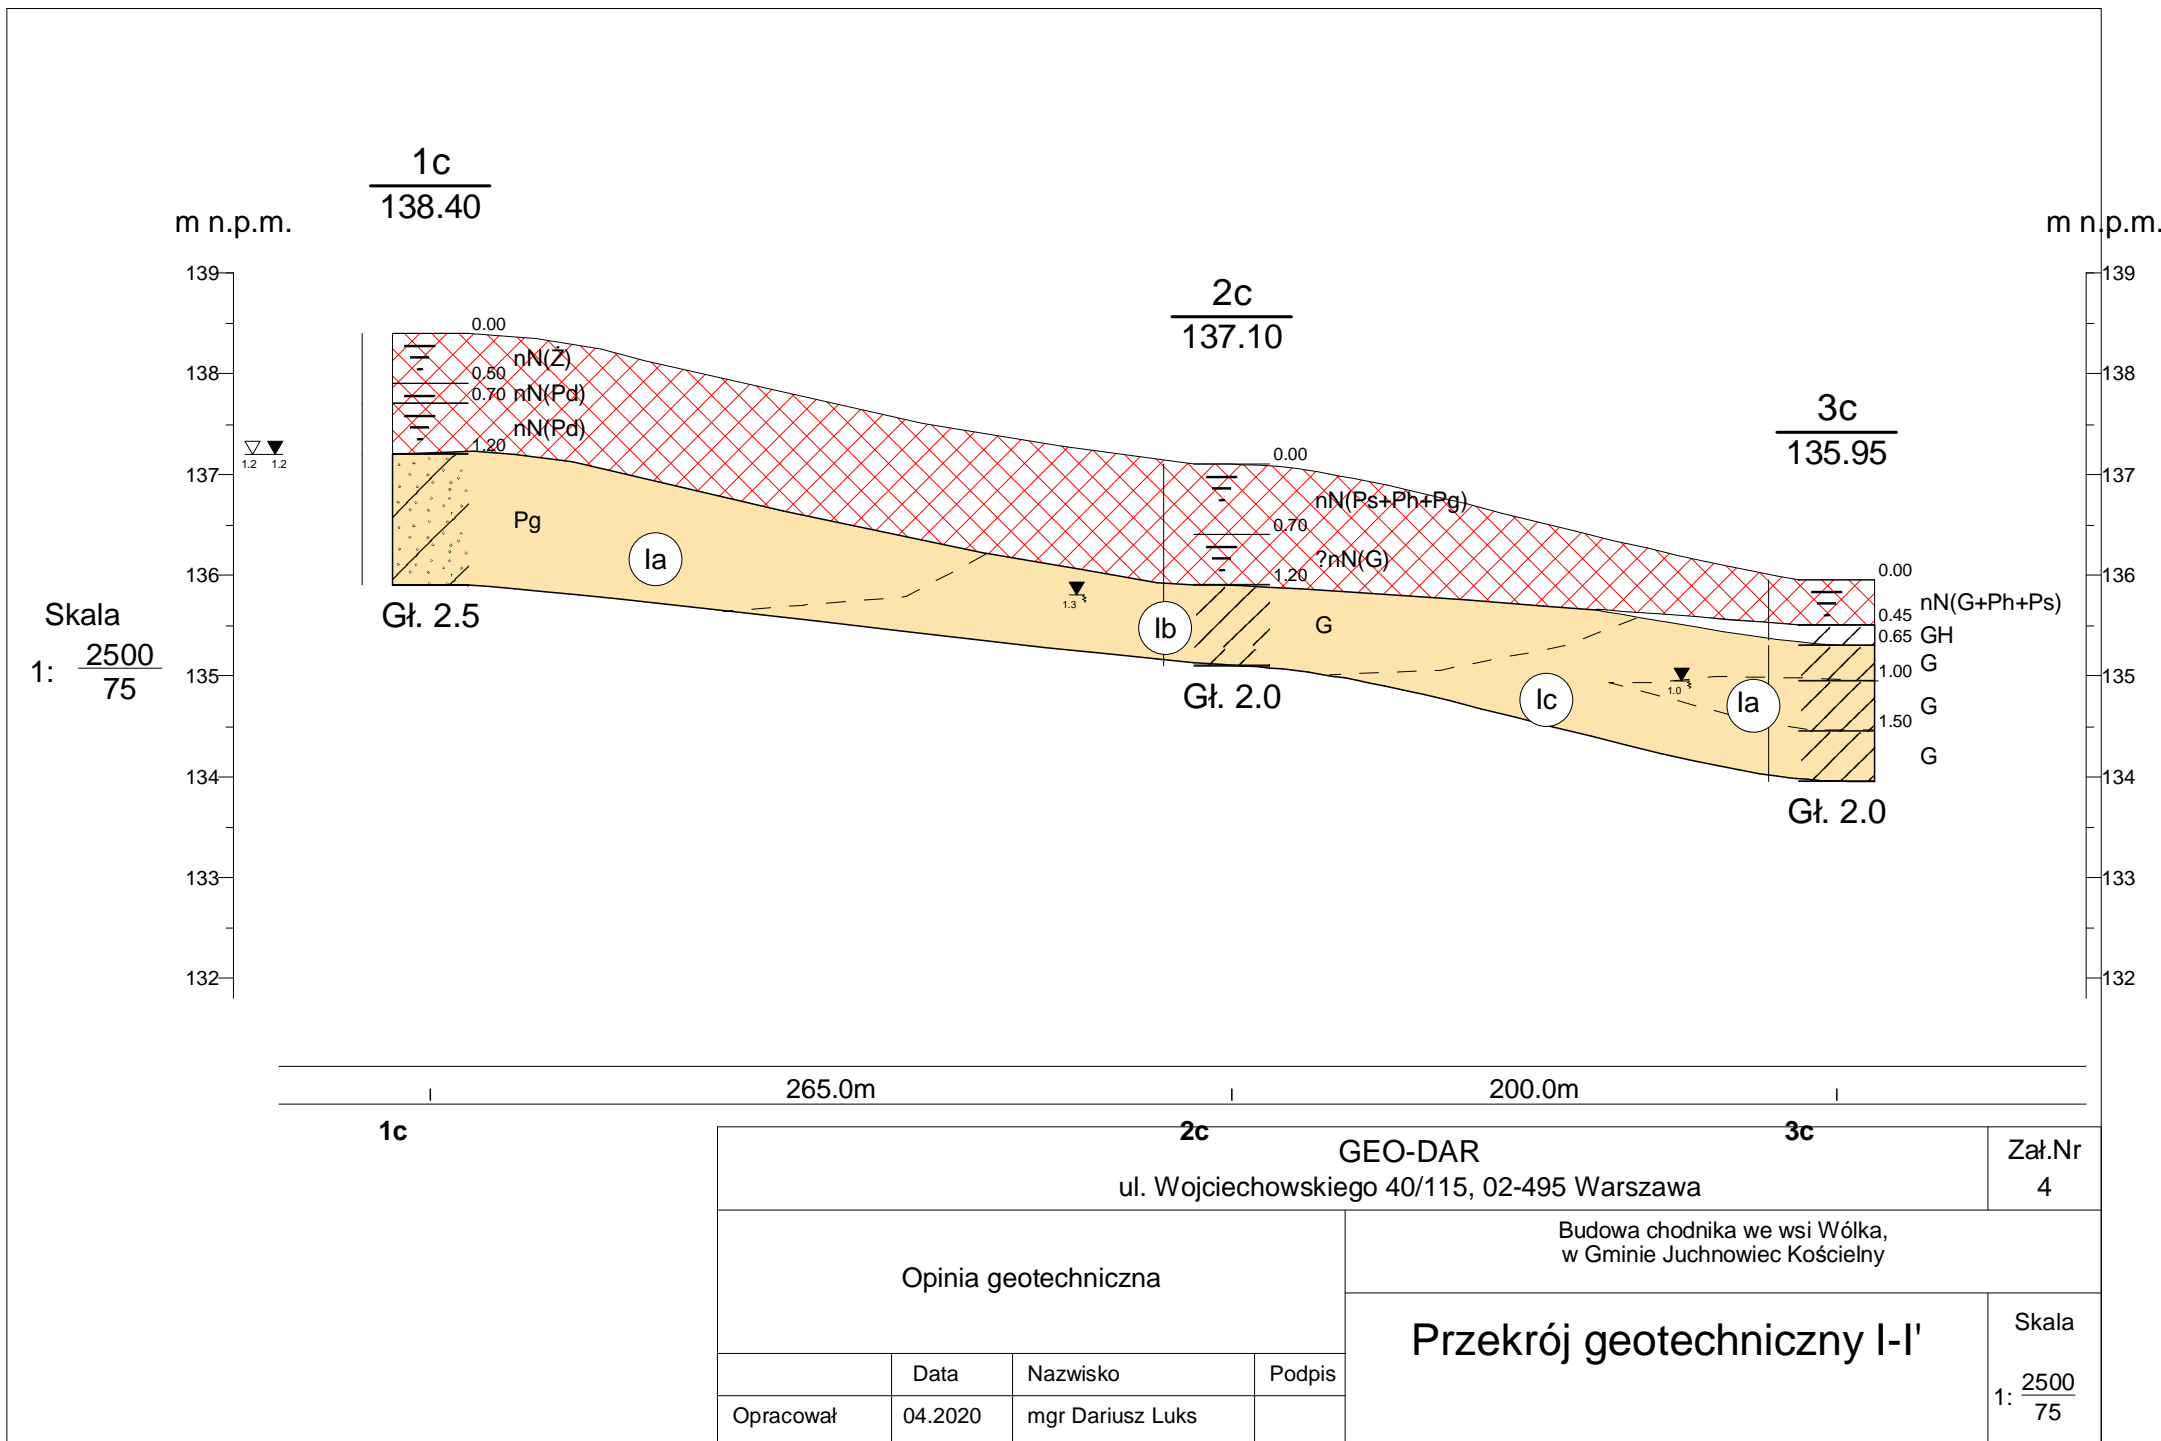 1c
138.40
m n.p.m.
m n.p.m.
2c
137.10
3c
135.95
139
138
137
136
135
134
133
132
139
138
137
136
135
134
133
132
Skala
1: 2500
75
1.2 1.2
0.00
nN(Ż)
0.50
nN(Pd)
0.70
nN(Pd)
1.20
Pg
Ia
Gł. 2.5
1.3
Ib
0.00
nN(Ps+Ph+Pg)
0.70
?nN(G)
1.20
G
Gł. 2.0
Ic
1.0
Ia
0.00
nN(G+Ph+Ps)
0.45
GH
0.65
G
1.00
G
1.50
G
Gł. 2.0
265.0m
200.0m
1c
2c
3c
GEO-DAR
ul. Wojciechowskiego 40/115, 02-495 Warszawa
Zał.Nr
4
Opinia geotechniczna
Budowa chodnika we wsi Wólka,
w Gminie Juchnowiec Kościelny
Przekrój geotechniczny I-I'
Skala
1: 2500
75
Data Nazwisko Podpis
Opracował 04.2020 mgr Dariusz Luks